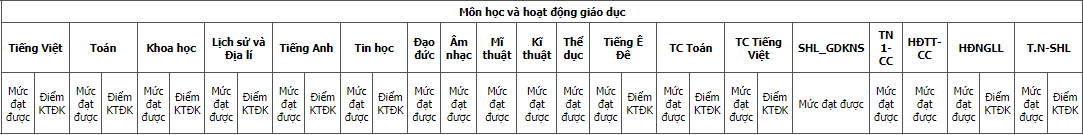 Môn học và hoạt động giáo dục
Tiếng Việt Toán Khoa học Lịch sử và Địa lí Tiếng Anh Tin học Đạo đức Âm nhạc Mĩ thuật Kĩ thuật Thể dục Tiếng Ê Đê TC Toán TC Tiếng Việt SHL_GDKNS TN 1-CC HĐTT-CC HĐNGLL T.N-SHL
Mức đạt được Điểm KTĐK Mức đạt được Điểm KTĐK Mức đạt được Điểm KTĐK Mức đạt được Điểm KTĐK Mức đạt được Điểm KTĐK Mức đạt được Điểm KTĐK Mức đạt được Mức đạt được Mức đạt được Mức đạt được Mức đạt được Mức đạt được Điểm KTĐK Mức đạt được Điểm KTĐK Mức đạt được Điểm KTĐK Mức đạt được Mức đạt được Mức đạt được Mức đạt được Điểm KTĐK Mức đạt được Điểm KTĐK